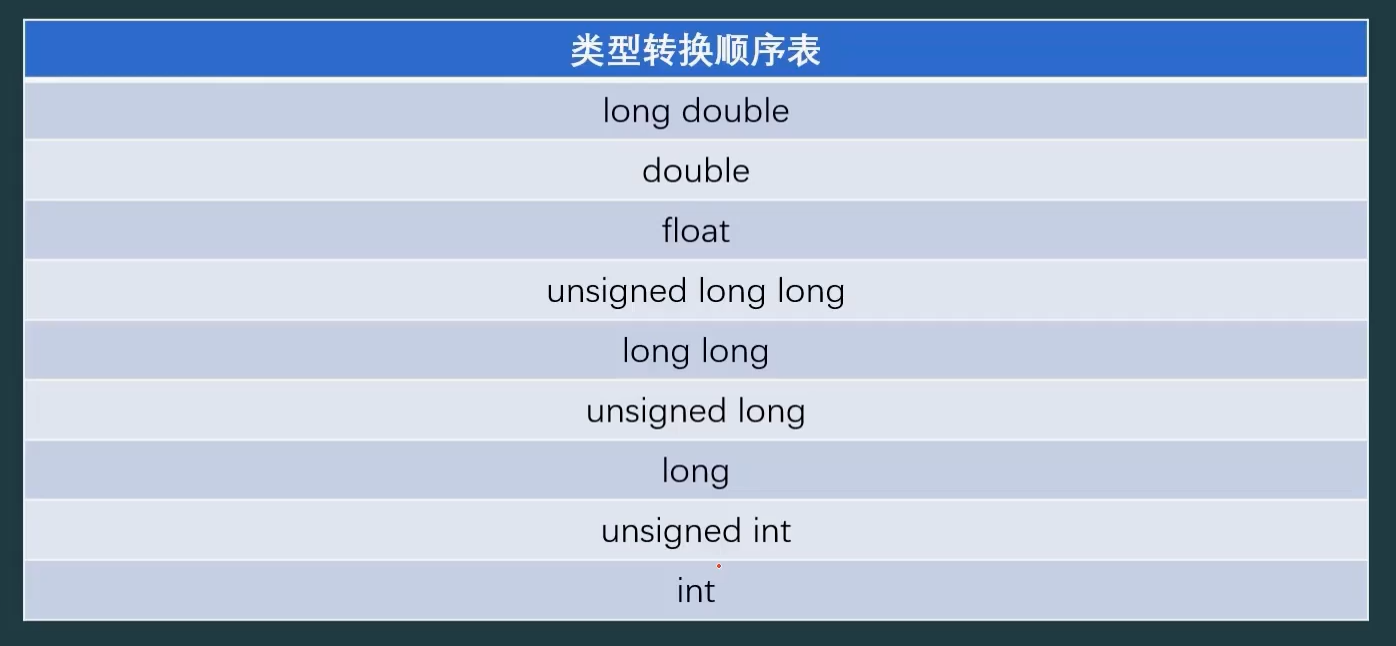 类型转换顺序表
long double
double
float
unsigned long long
long long
unsigned long
long
unsigned int
int